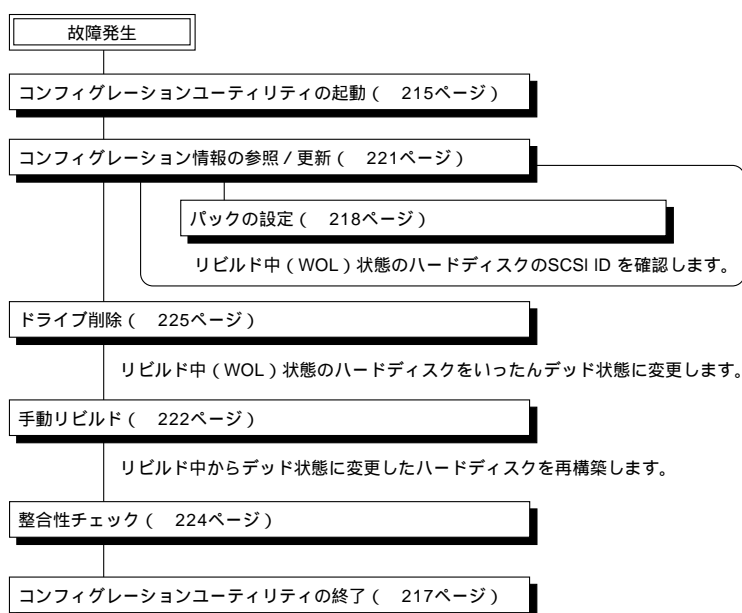 故障発生
コンフィグレーションユーティリティの起動( 215ページ)
コンフィグレーション情報の参照/更新( 221ページ)
パックの設定( 218ページ)
リビルド中(WOL)状態のハードディスクのSCSI ID を確認します。
ドライブ削除( 225ページ)
リビルド中(WOL)状態のハードディスクをいったんデッド状態に変更します。
手動リビルド( 222ページ)
リビルド中からデッド状態に変更したハードディスクを再構築します。
整合性チェック( 224ページ)
コンフィグレーションユーティリティの終了( 217ページ)